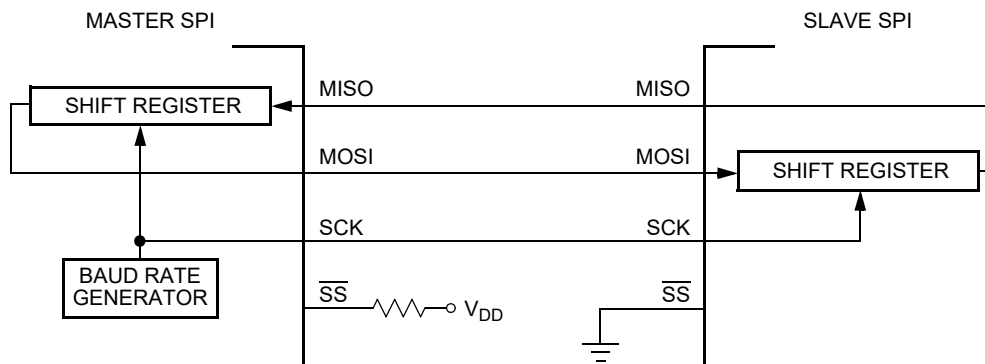 MASTER SPI
SLAVE SPI
MISO
MISO
SHIFT REGISTER
MOSI
MOSI
SHIFT REGISTER
SCK
SCK
BAUD RATE
GENERATOR
SS
VDD
SS